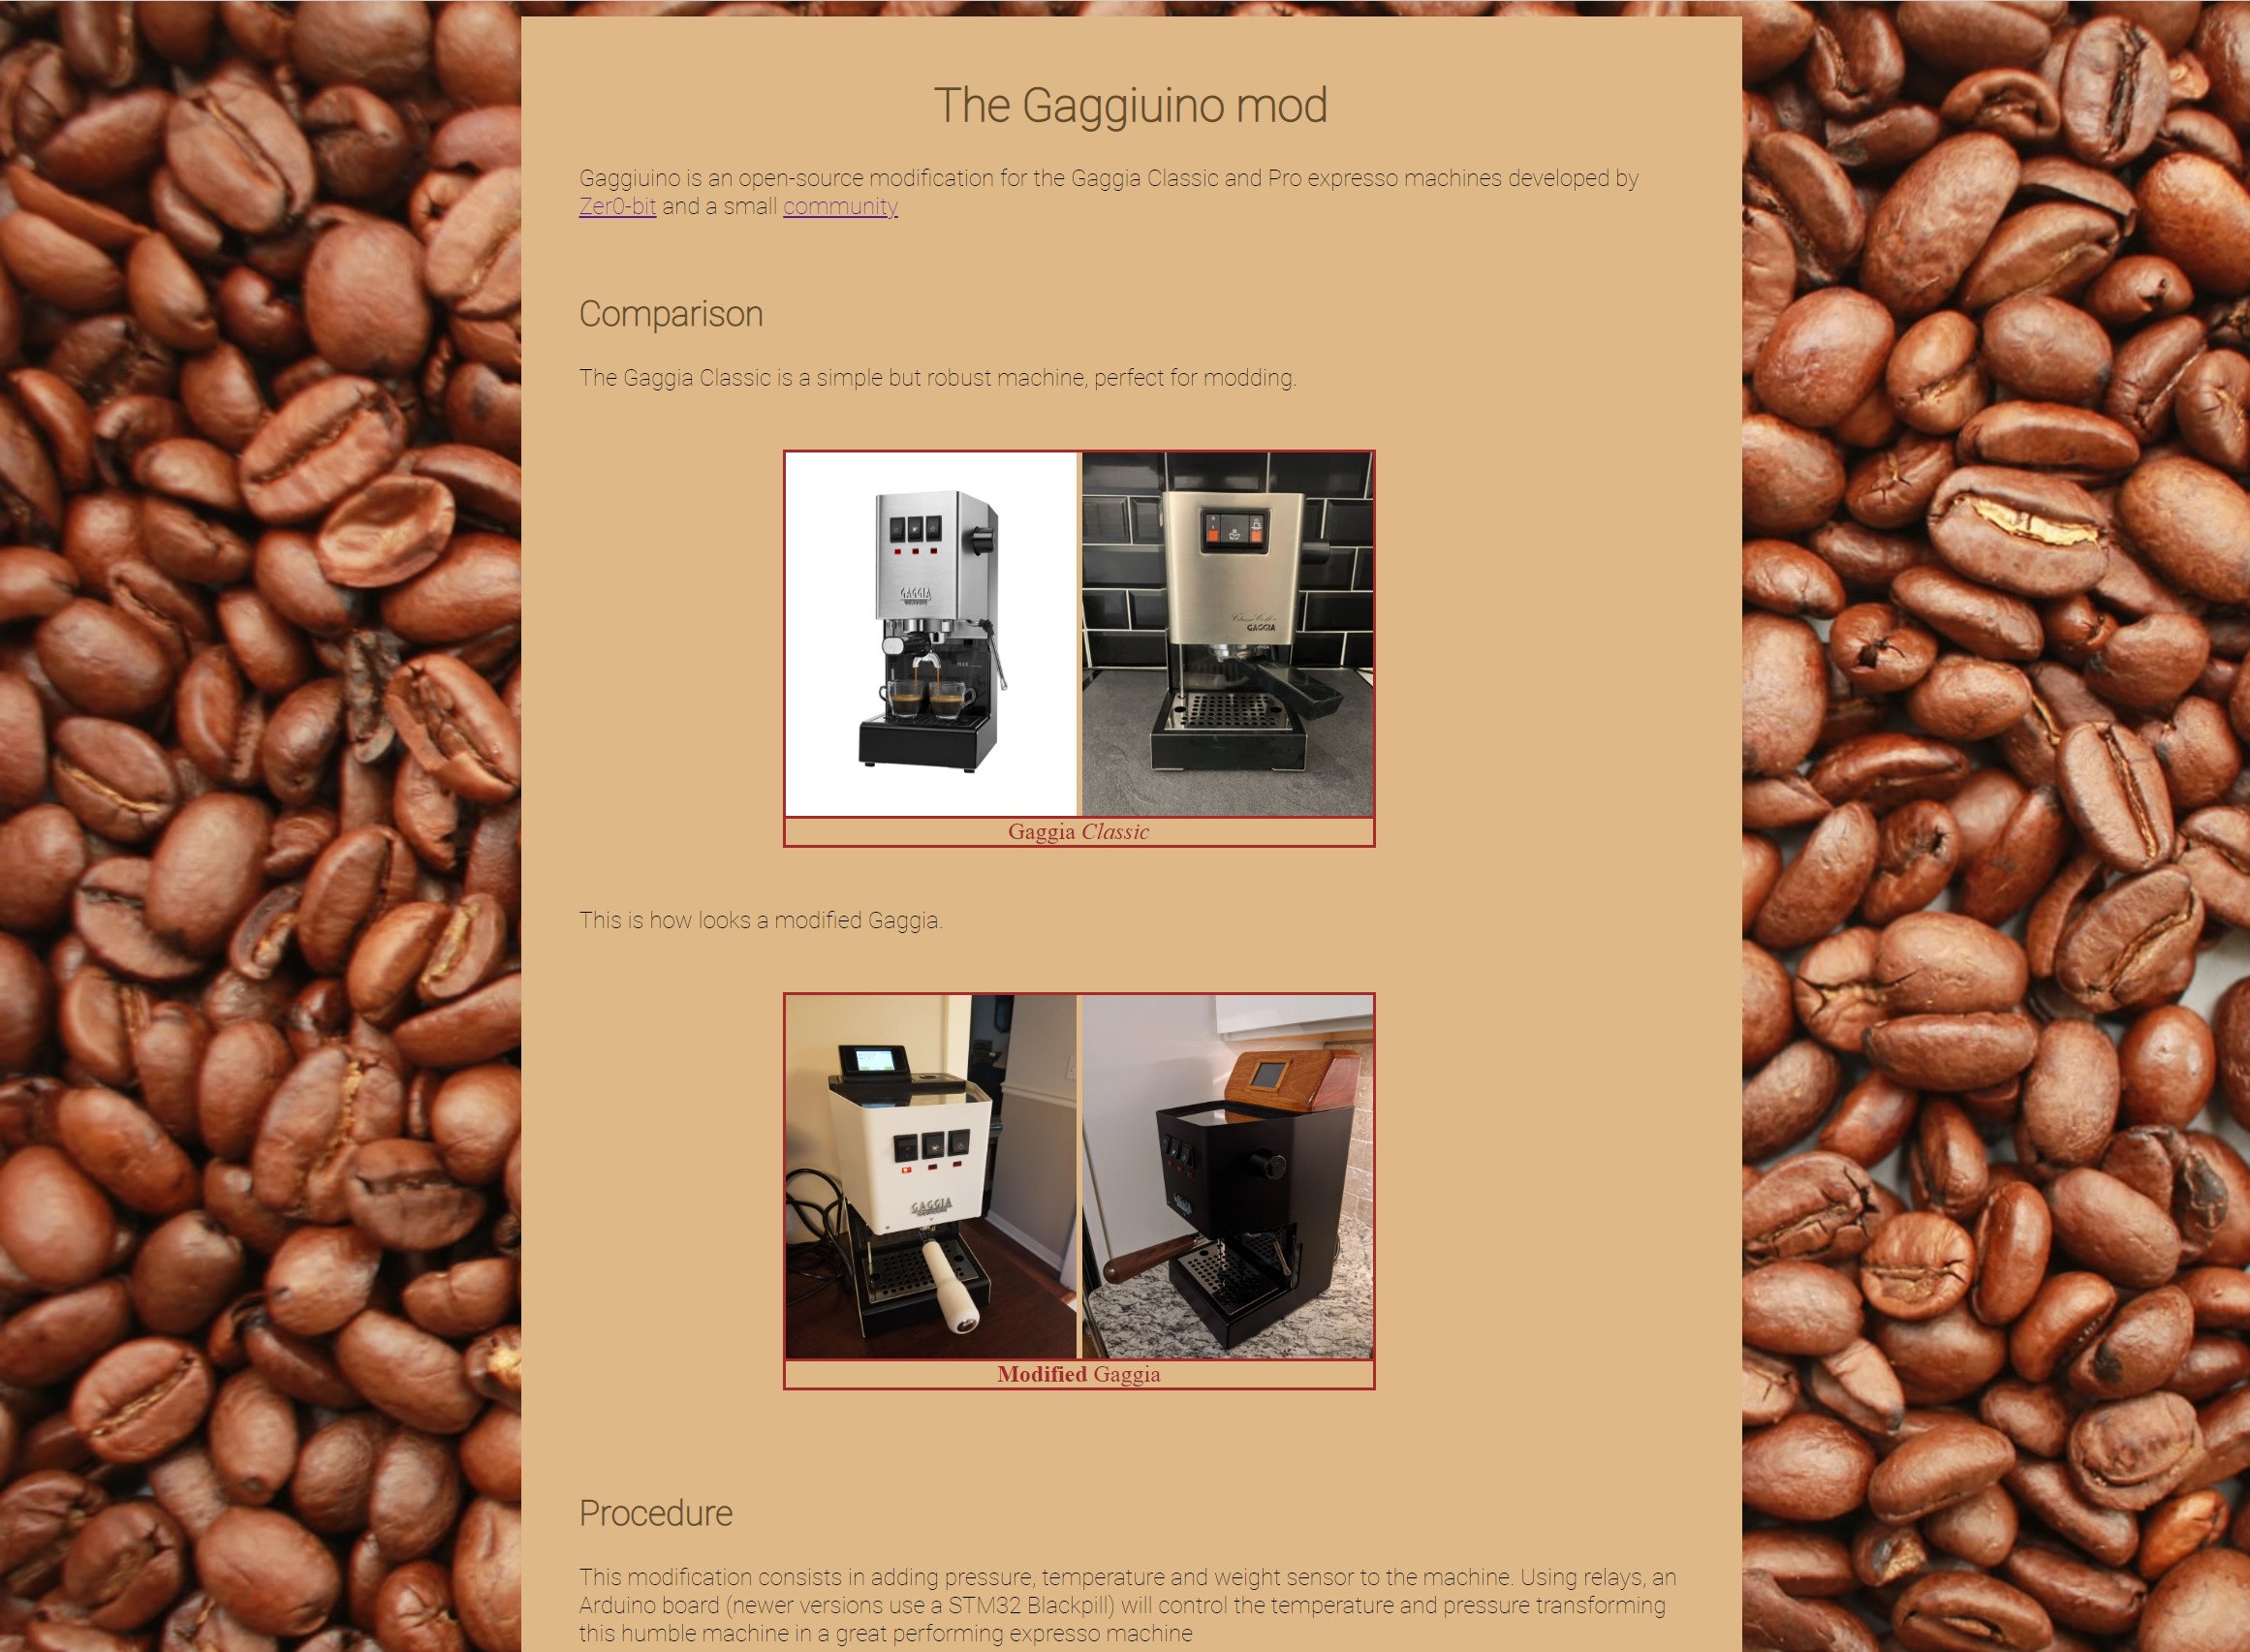 The Gaggiuino mod
Gaggiuino is an open-source modification for the Gaggia Classic and Pro expresso machines developed by
Zer0-bit and a small community
Comparison
The Gaggia Classic is a simple but robust machine, perfect for modding.
GAGGIA
GAGGIA
Gaggia Classic
This is how looks a modified Gaggia.
GAGGIA
GAGGIA
Modified Gaggia
Procedure
This modification consists in adding pressure, temperature and weight sensor to the machine. Using relays, an
Arduino board (newer versions use a STM32 Blackpill) will control the temperature and pressure transforming
this humble machine in a great performing expresso machine